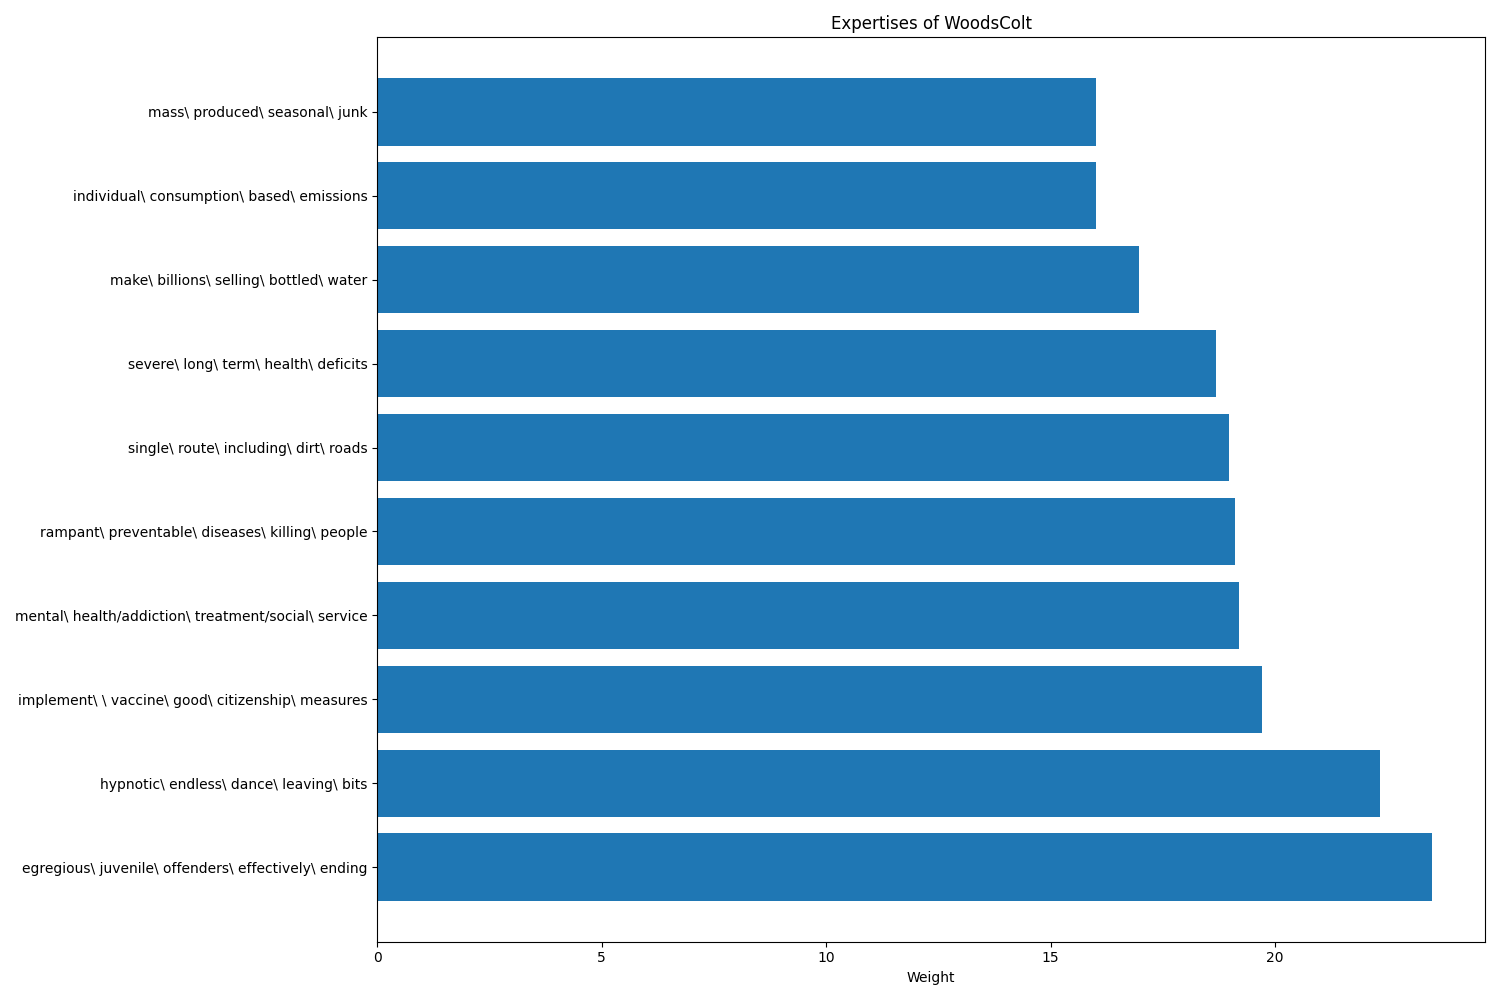 Expertises of WoodsColt
mass\ produced\ seasonal\ junk
individual\ consumption\ based\ emissions
make\ billions\ selling\ bottled\ water
severe\ long\ term\ health\ deficits
single\ route\ including\ dirt\ roads
rampant\ preventable\ diseases\ killing\ people
mental\ health/addiction\ treatment/social\ service
implement\ \ vaccine\ good\ citizenship\ measures
hypnotic\ endless\ dance\ leaving\ bits
egregious\ juvenile\ offenders\ effectively\ ending
0 5 10 15 20
Weight